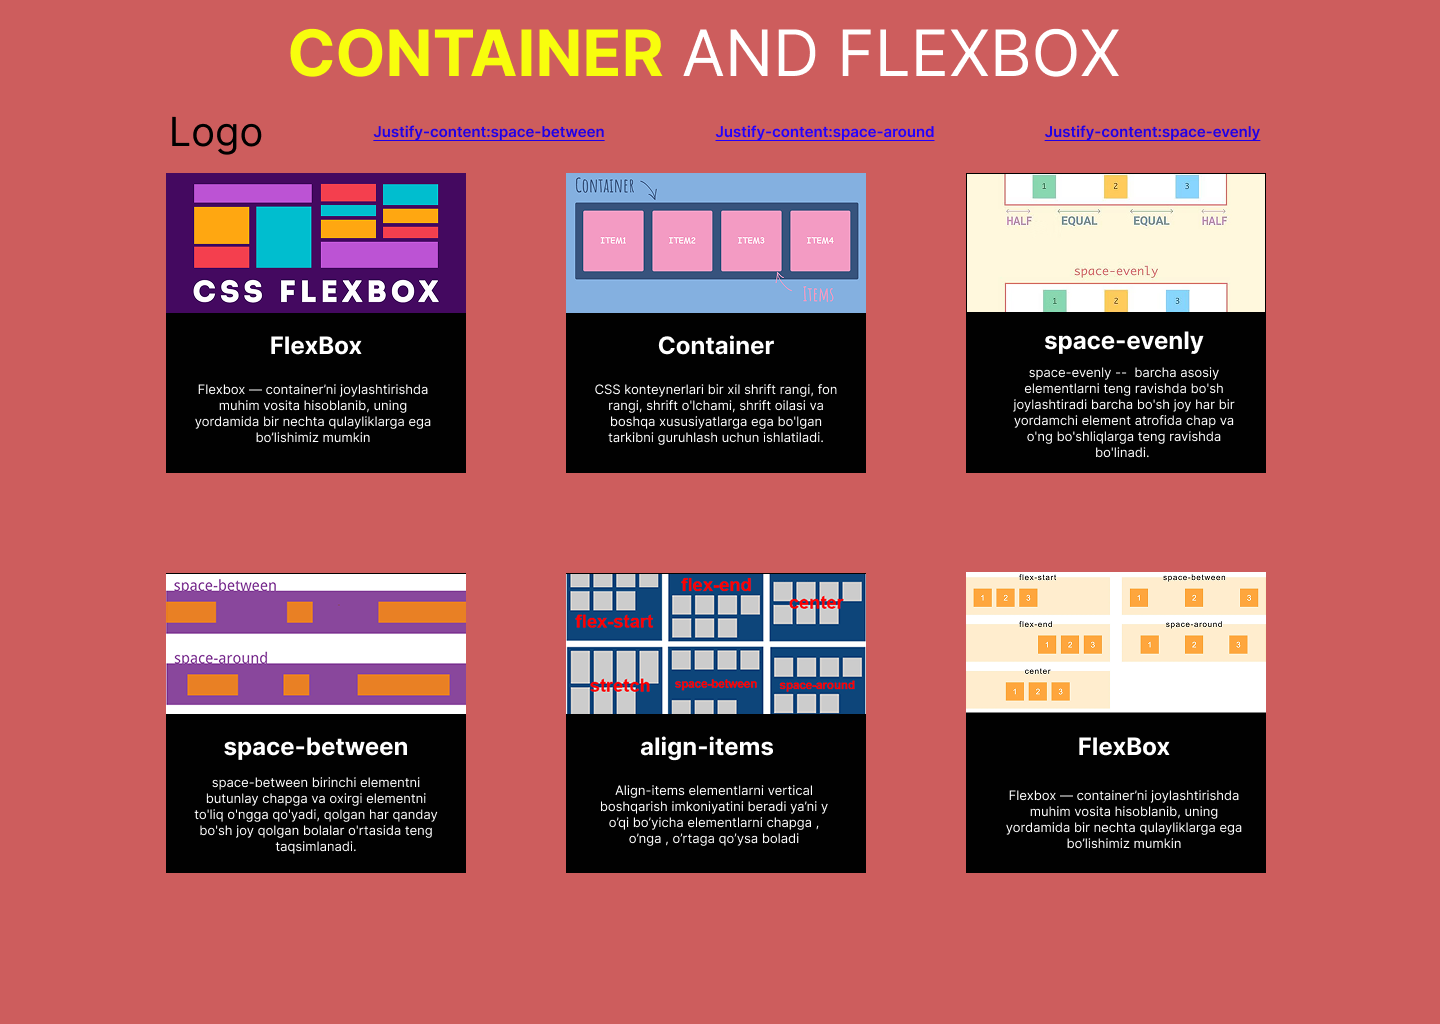 CONTAINER AND FLEXBOX
Logo
Justify-content:space-between
Justify-content:space-around
Justify-content:space-evenly
CSS FLEXBOX
FlexBox
Flexbox — container’ni joylashtirishda
muhim vosita hisoblanib, uning
yordamida bir nechta qulayliklarga ega
bo’lishimiz mumkin
Container
ITEM1 ITEM2 ITEM3 ITEM4
Items
Container
CSS konteynerlari bir xil shrift rangi, fon
rangi, shrift o'lchami, shrift oilasi va
boshqa xususiyatlarga ega bo'lgan
tarkibni guruhlash uchun ishlatiladi.
1 2 3
HALF EQUAL EQUAL HALF
space-evenly
1 2 3
space-evenly
space-evenly -- barcha asosiy
elementlarni teng ravishda bo'sh
joylashtiradi barcha bo'sh joy har bir
yordamchi element atrofida chap va
o'ng bo'shliqlarga teng ravishda
bo'linadi.
space-between
space-around
space-between
space-between birinchi elementni
butunlay chapga va oxirgi elementni
to'liq o'ngga qo'yadi, qolgan har qanday
bo'sh joy qolgan bolalar o'rtasida teng
taqsimlanadi.
flex-start
flex-end
center
stretch
space-between
space-around
align-items
Align-items elementlarni vertical
boshqarish imkoniyatini beradi ya’ni y
o’qi bo’yicha elementlarni chapga ,
o’nga , o’rtaga qo’ysa boladi
flex-start
1 2 3
space-between
1 2 3
flex-end
1 2 3
space-around
1 2 3
center
1 2 3
FlexBox
Flexbox — container’ni joylashtirishda
muhim vosita hisoblanib, uning
yordamida bir nechta qulayliklarga ega
bo’lishimiz mumkin